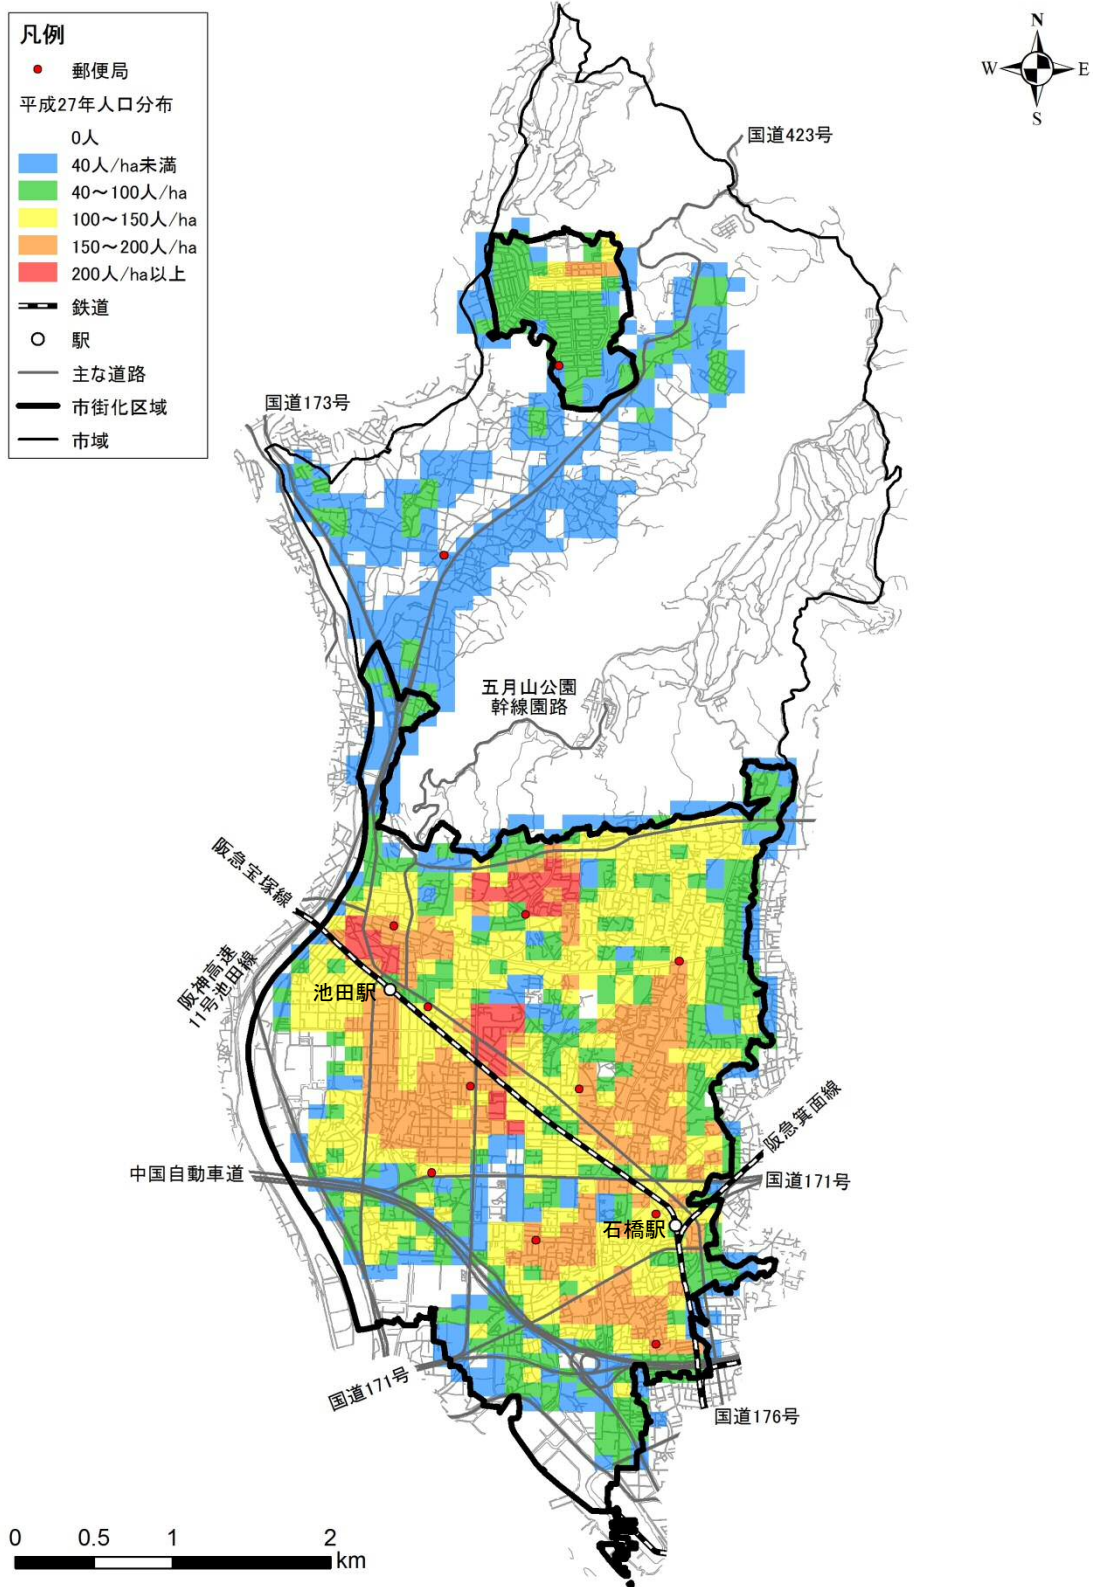 凡例
郵便局
平成27年人口分布
0人
40人/ha未満
40～100人/ha
100～150人/ha
150～200人/ha
200人/ha以上
鉄道
駅
主な道路
市街化区域
市域
N
W
E
S
国道423号
国道173号
五月山公園
幹線園路
阪急宝塚線
阪神高速
11号池田線
池田駅
阪急箕面線
中国自動車道
国道171号
石橋駅
国道171号
国道176号
0 0.5 1 2
km